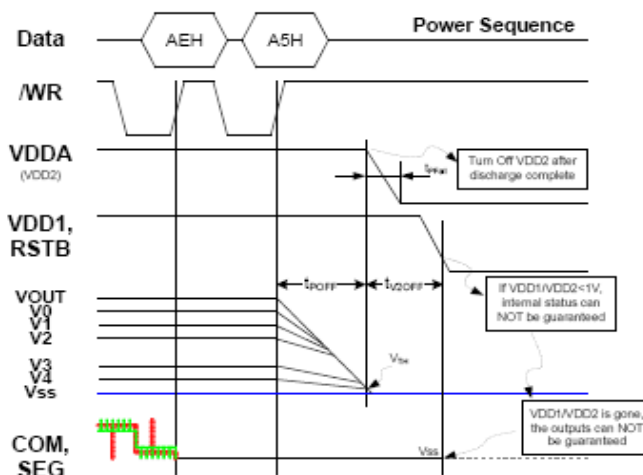 Power Sequence
Data
AEH
A5H
/WR
VDDA
(VDD2)
tPFall
Turn Off VDD2 after
discharge complete
VDD1,
RSTB
tPOFF
tV2OFF
If VDD1/VDD2<1V,
internal status can
NOT be guaranteed
VOUT
V0
V1
V2
V3
V4
Vss
VTH
VDD1/VDD2 is gone,
the outputs can NOT
be guaranteed
COM,
SEG
Vss